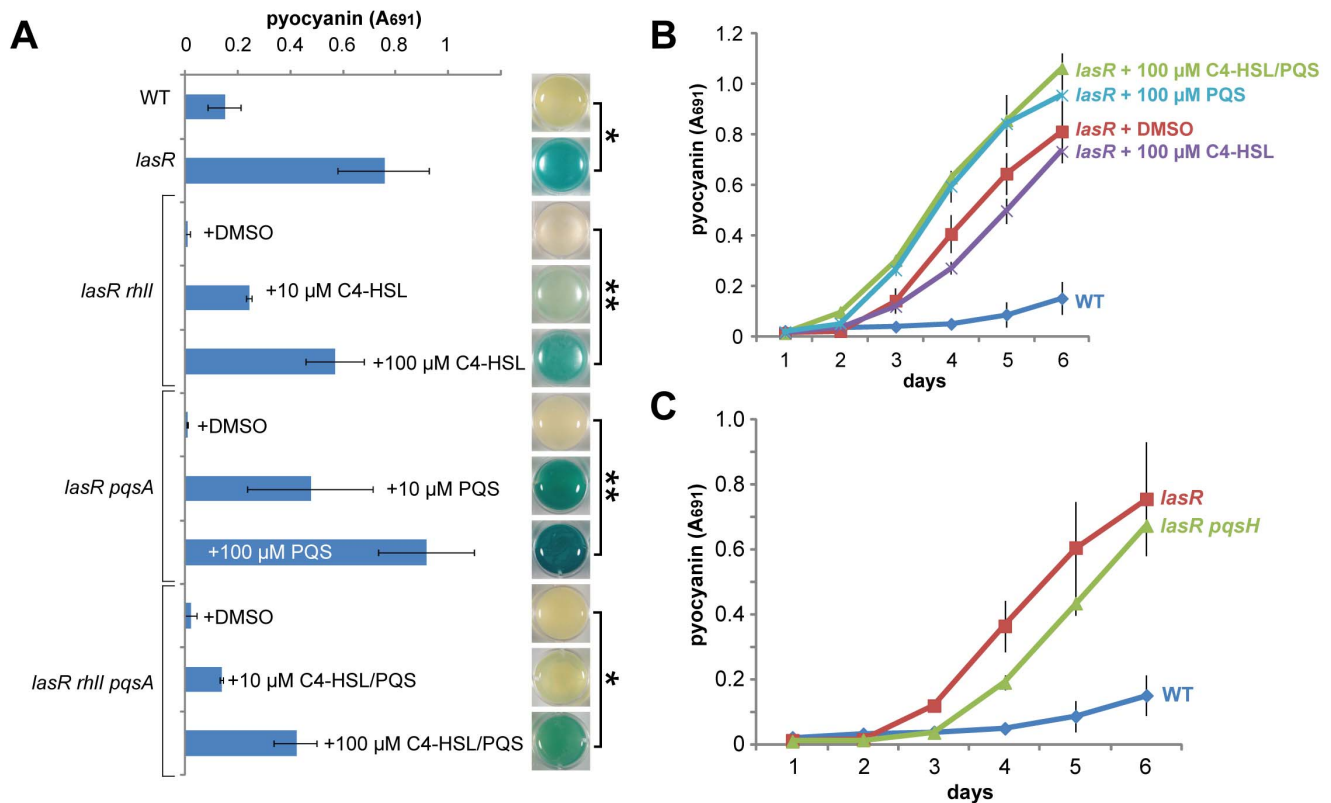 A
pyocyanin (A691)
0 0.2 0.4 0.6 0.8 1
WT
*
lasR
+DMSO
lasR rhlI
+10 µM C4-HSL
**
+100 µM C4-HSL
+DMSO
lasR pqsA
+10 µM PQS
**
+100 µM PQS
+DMSO
lasR rhlI pqsA
+10 µM C4-HSL/PQS
*
+100 µM C4-HSL/PQS
B
pyocyanin (A691)
1.2
1.0
0.8
0.6
0.4
0.2
0
lasR + 100 µM C4-HSL/PQS
lasR + 100 µM PQS
lasR + DMSO
lasR + 100 µM C4-HSL
WT
1 2 3 4 5 6
days
C
pyocyanin (A691)
1.0
0.8
0.6
0.4
0.2
0
lasR
lasR pqsH
WT
1 2 3 4 5 6
days